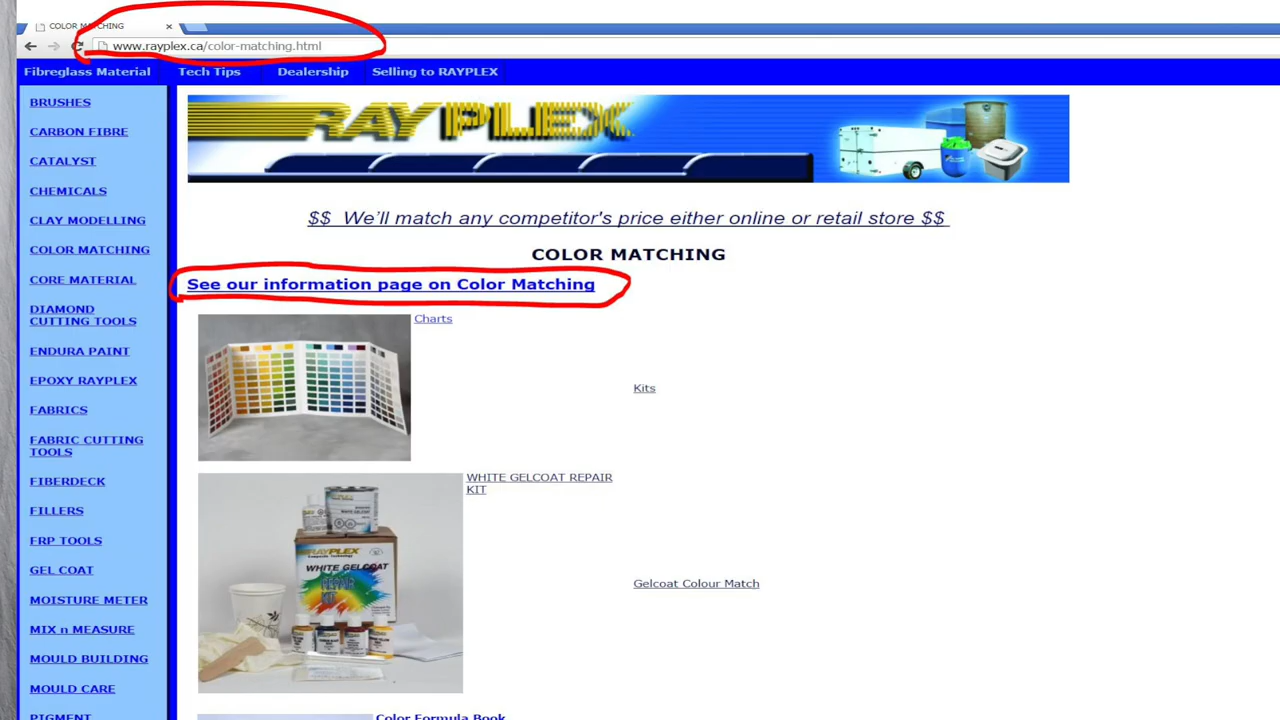 COLOR MATCHING
www.rayplex.ca/color-matching.html
Fibreglass Material Tech Tips Dealership Selling to RAYPLEX
BRUSHES
CARBON FIBRE
CATALYST
CHEMICALS
CLAY MODELLING
COLOR MATCHING
CORE MATERIAL
DIAMOND
CUTTING TOOLS
ENDURA PAINT
EPOXY RAYPLEX
FABRICS
FABRIC CUTTING
TOOLS
FIBERDECK
FILLERS
FRP TOOLS
GEL COAT
MOISTURE METER
MIX n MEASURE
MOULD BUILDING
MOULD CARE
PIGMENT
RAYPLEX
$$ We'll match any competitor's price either online or retail store $$
COLOR MATCHING
See our information page on Color Matching
Charts
Kits
WHITE GELCOAT REPAIR
KIT
RAYPLEX
WHITE GELCOAT
REPAIR
KIT
Gelcoat Colour Match
Color Formula Book